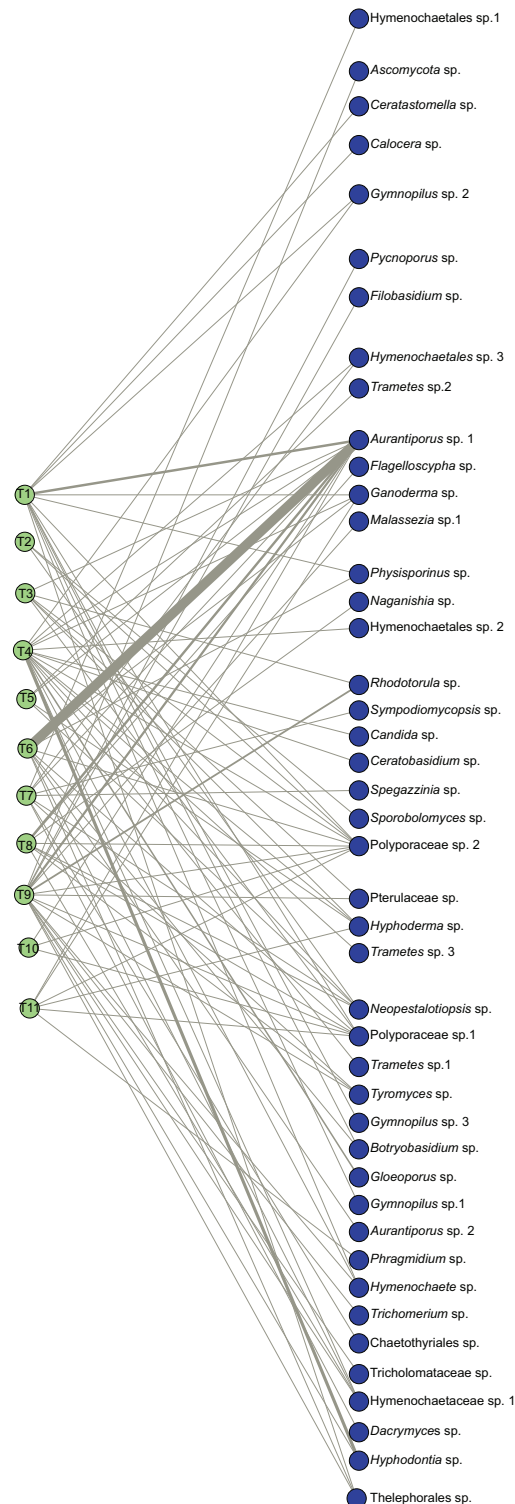 Hymenochaetales sp.1
Ascomycota sp.
Ceratastomella sp.
Calocera sp.
Gymnopilus sp. 2
Pycnoporus sp.
Filobasidium sp.
Hymenochaetales sp. 3
Trametes sp.2
Aurantiporus sp. 1
Flagelloscypha sp.
T1
Ganoderma sp.
Malassezia sp.1
T2
Physisporinus sp.
T3
Naganishia sp.
Hymenochaetales sp. 2
T4
Rhodotorula sp.
T5
Sympodiomycopsis sp.
Candida sp.
T6
Ceratobasidium sp.
Spegazzinia sp.
T7
Sporobolomyces sp.
T8
Polyporaceae sp. 2
T9
Pterulaceae sp.
Hyphoderma sp.
T10
Trametes sp. 3
T11
Neopestalotiopsis sp.
Polyporaceae sp.1
Trametes sp.1
Tyromyces sp.
Gymnopilus sp. 3
Botryobasidium sp.
Gloeoporus sp.
Gymnopilus sp.1
Aurantiporus sp. 2
Phragmidium sp.
Hymenochaete sp.
Trichomerium sp.
Chaetothyriales sp.
Tricholomataceae sp.
Hymenochaetaceae sp. 1
Dacrymyces sp.
Hyphodontia sp.
Thelephorales sp.